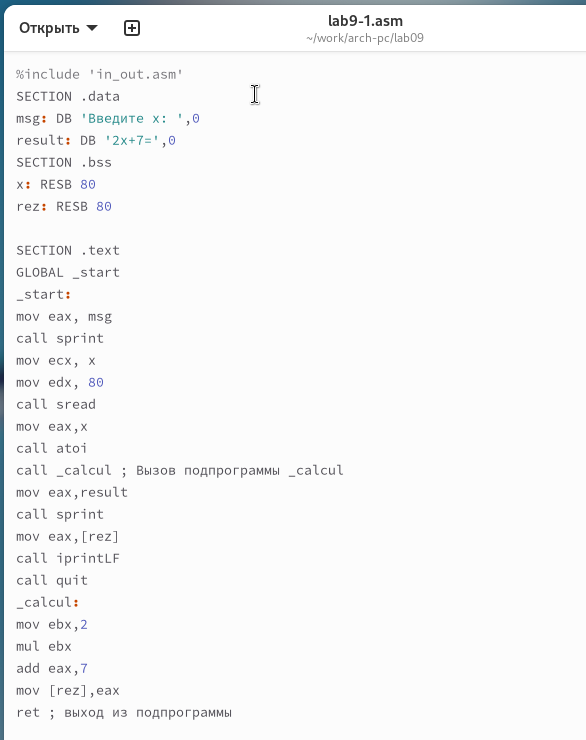 Открыть
lab9-1.asm
~/work/arch-pc/lab09
%include 'in_out.asm'
SECTION .data
msg: DB 'Введите x: ',0
result: DB '2x+7=',0
SECTION .bss
x: RESB 80
rez: RESB 80
SECTION .text
GLOBAL _start
_start:
mov eax, msg
call sprint
mov ecx, x
mov edx, 80
call sread
mov eax,x
call atoi
call _calcul ; Вызов подпрограммы _calcul
mov eax,result
call sprint
mov eax,[rez]
call iprintLF
call quit
_calcul:
mov ebx,2
mul ebx
add eax,7
mov [rez],eax
ret ; выход из подпрограммы